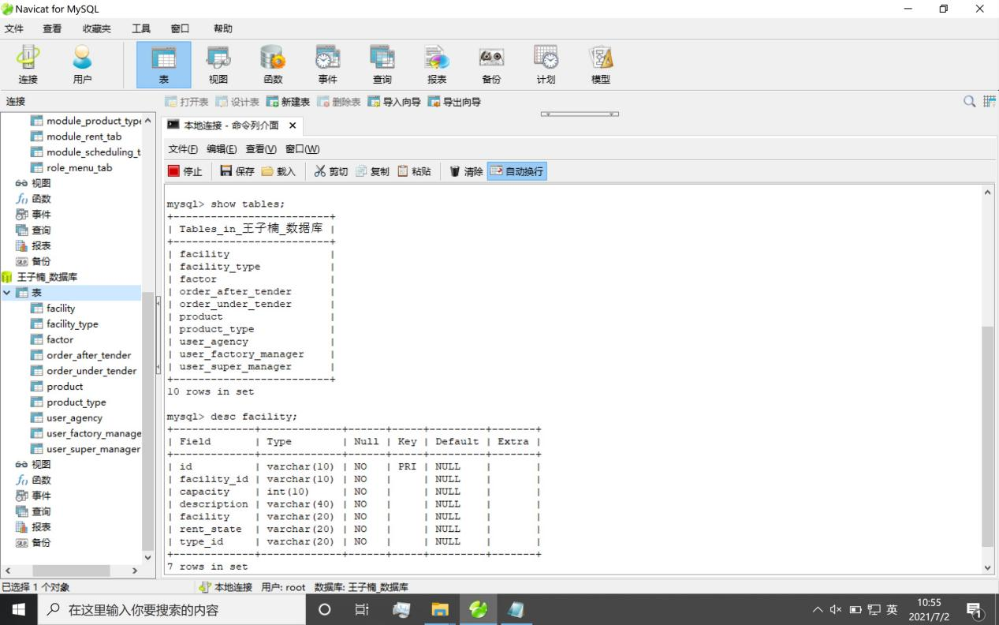 Navicat for MySQL
文件 查看 收藏夹 工具 窗口 帮助
连接 用户 表 视图 函数 事件 查询 报表 备份 计划 模型
连接
打开表 设计表 新建表 删除表 导入向导 导出向导
module_product_type
module_rent_tab
module_scheduling_t
role_menu_tab
视图
函数
事件
查询
报表
备份
王子楠_数据库
表
facility
facility_type
factor
order_after_tender
order_under_tender
product
product_type
user_agency
user_factory_manage
user_super_manager
视图
函数
事件
查询
报表
备份
本地连接 - 命令列介面
文件(F) 编辑(E) 查看(V) 窗口(W)
停止 保存 载入 剪切 复制 粘贴 清除 自动换行
mysql> show tables;
+-------------------------+
| Tables_in_王子楠_数据库 |
+-------------------------+
| facility                |
| facility_type           |
| factor                  |
| order_after_tender      |
| order_under_tender      |
| product                 |
| product_type            |
| user_agency             |
| user_factory_manager    |
| user_super_manager      |
+-------------------------+
10 rows in set
mysql> desc facility;
+-------------+-------------+------+-----+---------+-------+
| Field       | Type        | Null | Key | Default | Extra |
+-------------+-------------+------+-----+---------+-------+
| id          | varchar(10) | NO   | PRI | NULL    |       |
| facility_id | varchar(10) | NO   |     | NULL    |       |
| capacity    | int(10)     | NO   |     | NULL    |       |
| description | varchar(40) | NO   |     | NULL    |       |
| facility    | varchar(20) | NO   |     | NULL    |       |
| rent_state  | varchar(20) | NO   |     | NULL    |       |
| type_id     | varchar(20) | NO   |     | NULL    |       |
+-------------+-------------+------+-----+---------+-------+
7 rows in set
已选择 1 个对象 本地连接 用户: root 数据库: 王子楠_数据库
在这里输入你要搜索的内容
英
10:55
2021/7/2
1